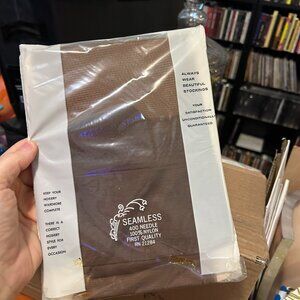 ALWAYS
WEAR
BEAUTIFUL
STOCKINGS
YOUR
SATISFACTION
UNCONDITIONALLY
GUARANTEED
KEEP YOUR
HOSIERY
WARDROBE
COMPLETE
THERE IS A
CORRECT
HOSIERY
STYLE FOR
EVERY
OCCASION
SEAMLESS
400 NEEDLE
100% NYLON
FIRST QUALITY
RN 21284